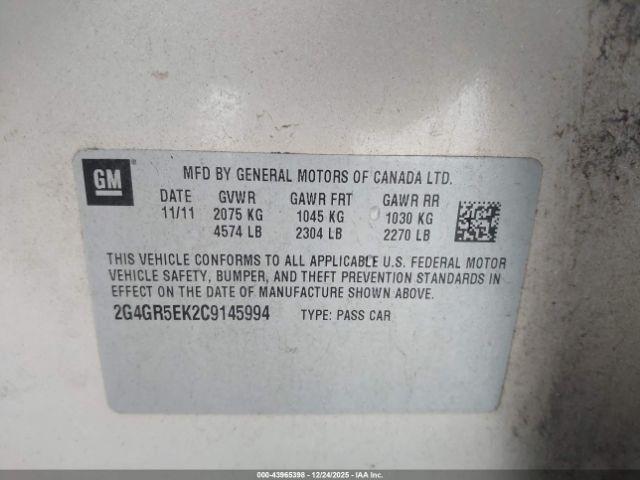 GM
MFD BY GENERAL MOTORS OF CANADA LTD.
DATE GVWR GAWR FRT GAWR RR
11/11 2075 KG 1045 KG 1030 KG
4574 LB 2304 LB 2270 LB
THIS VEHICLE CONFORMS TO ALL APPLICABLE U.S. FEDERAL MOTOR
VEHICLE SAFETY, BUMPER, AND THEFT PREVENTION STANDARDS IN
EFFECT ON THE DATE OF MANUFACTURE SHOWN ABOVE.
2G4GR5EK2C9145994 TYPE: PASS CAR
000-43965398 - 12/24/2025 - IAA Inc.